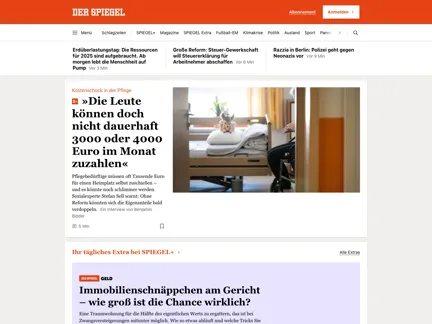 DER SPIEGEL
Abonnement
Anmelden ›
Menü Schlagzeilen SPIEGEL+ Magazine SPIEGEL Extra Fußball-EM Klimakrise Politik Ausland Sport
Erdüberlastungstag: Die Ressourcen
für 2025 sind aufgebraucht. Ab
morgen lebt die Menschheit auf
Pump Vor 2 Min
Große Reform: Steuer-Gewerkschaft
will Steuererklärung für
Arbeitnehmer abschaffen Vor 6 Min
Razzia in Berlin: Polizei geht gegen
Neonazis vor Vor 9 Min
Kostenschock in der Pflege
»Die Leute
können doch
nicht dauerhaft
3000 oder 4000
Euro im Monat
zuzahlen«
Pflegebedürftige müssen oft Tausende Euro
für einen Heimplatz selbst zuschießen –
und es könnte noch schlimmer werden.
Sozialexperte Stefan Sell warnt: Ohne
Reform könnten sich die Eigenanteile bald
verdoppeln. Ein Interview von Benjamin
Bidder
5 Min
Ihr tägliches Extra bei SPIEGEL+ ›
Alle Extras
DER SPIEGEL GELD
Immobilienschnäppchen am Gericht
– wie groß ist die Chance wirklich?
Eine Traumwohnung für die Hälfte des eigentlichen Werts zu ergattern, das ist bei
Zwangsversteigerungen mitunter möglich. Wie so etwas abläuft und welche Tricks Sie